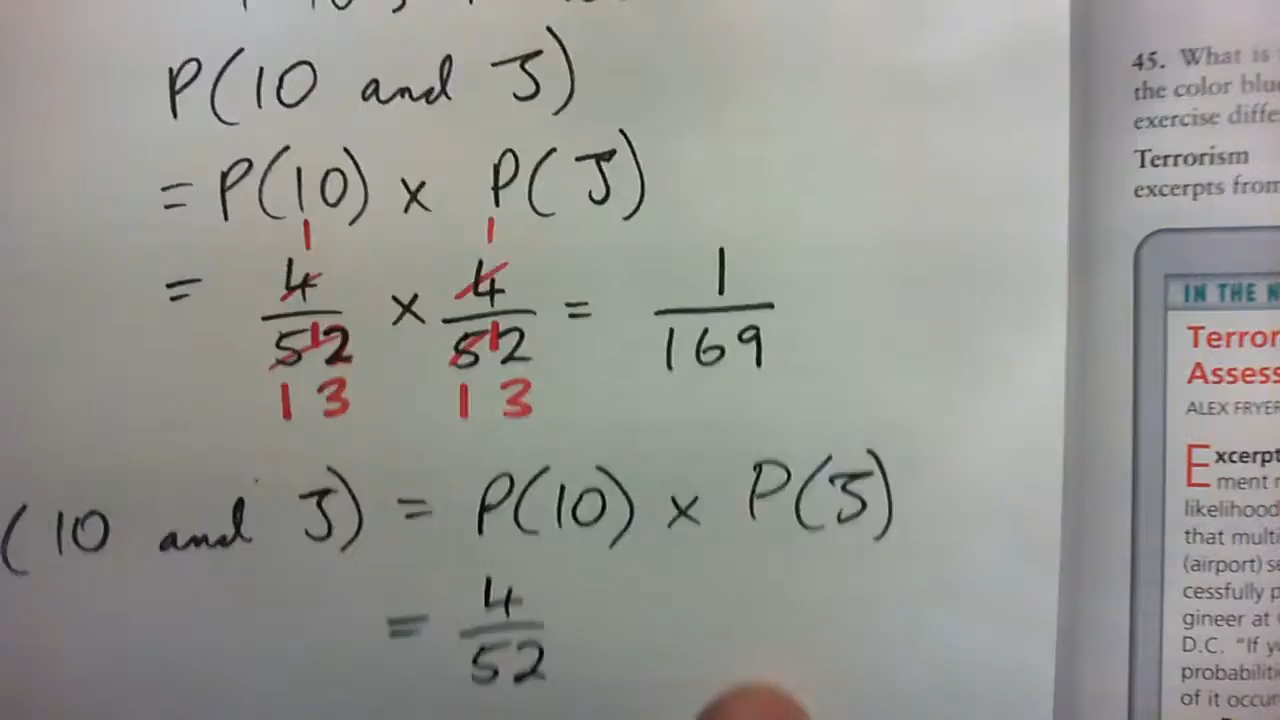 P(10 and J)
= P(10) x P(J)
1 1
= 4/52 x 4/52 = 1/169
13 13
(10 and J) = P(10) x P(J)
= 4/52
45. What is
the color blu
exercise diffe
Terrorism
excerpts from
IN THE N
Terror
Assess
ALEX FRYER
Excerpt
ment r
likelihood
that multi
(airport) se
cessfully p
gineer at
D.C. "If y
probabiliti
of it occur